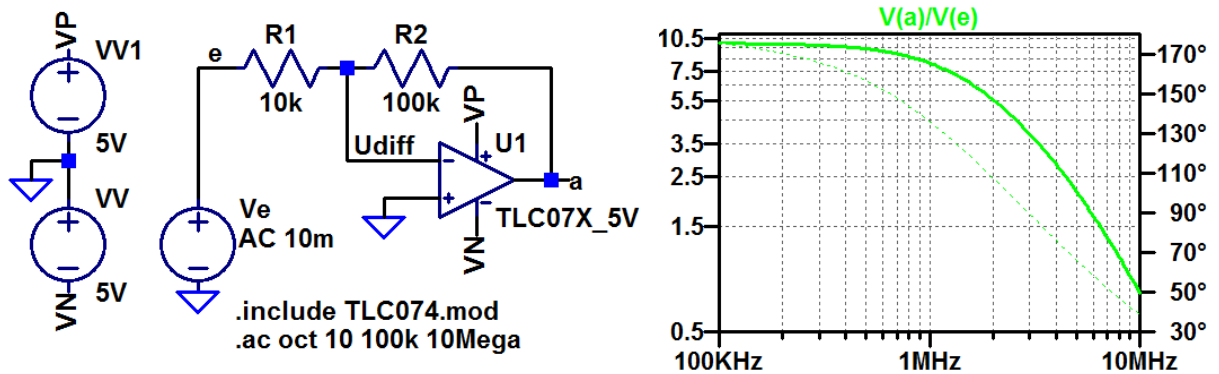 VP
VV1
5V
VV
5V
VN
e
R1
10k
R2
100k
VP
Udiff
U1
a
TLC07X_5V
VN
Ve
AC 10m
.include TLC074.mod
.ac oct 10 100k 10Mega
V(a)/V(e)
10.5
7.5
5.5
3.5
2.5
1.5
0.5
170°
150°
130°
110°
90°
70°
50°
30°
100KHz
1MHz
10MHz